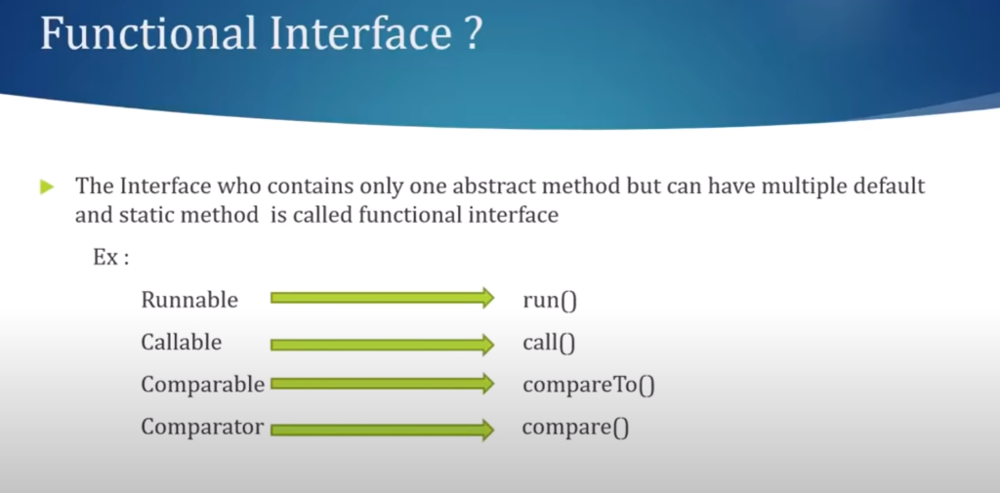 Functional Interface ?
The Interface who contains only one abstract method but can have multiple default
and static method is called functional interface
Ex :
Runnable run()
Callable call()
Comparable compareTo()
Comparator compare()